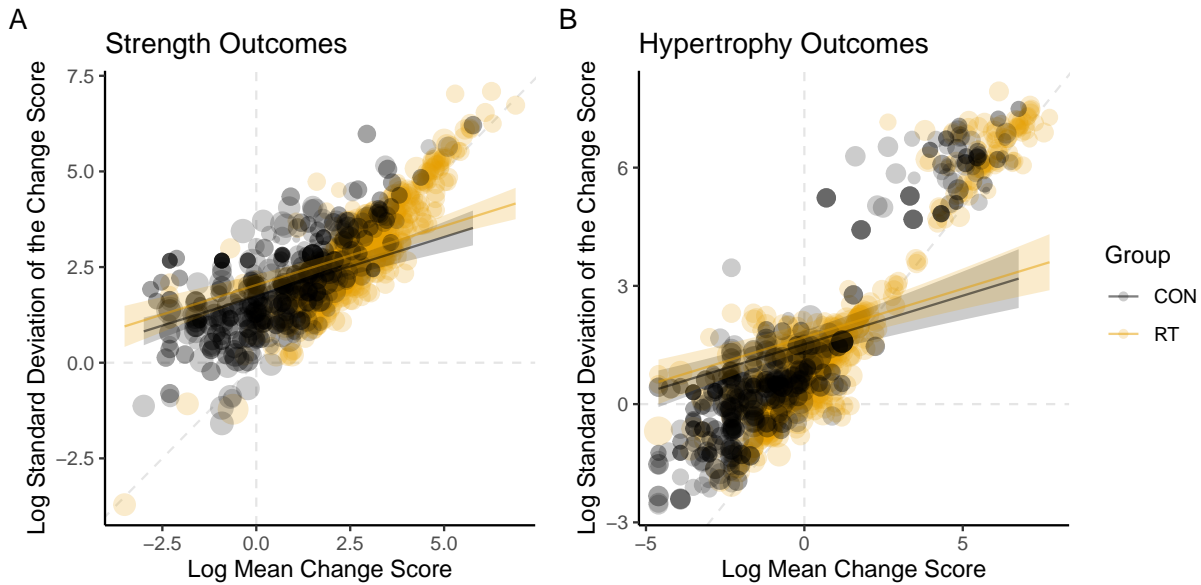 A
Strength Outcomes
Log Standard Deviation of the Change Score
7.5
5.0
2.5
0.0
−2.5
−2.5
0.0
2.5
5.0
Log Mean Change Score
B
Hypertrophy Outcomes
Log Standard Deviation of the Change Score
6
3
0
−3
−5
0
5
Log Mean Change Score
Group
CON
RT